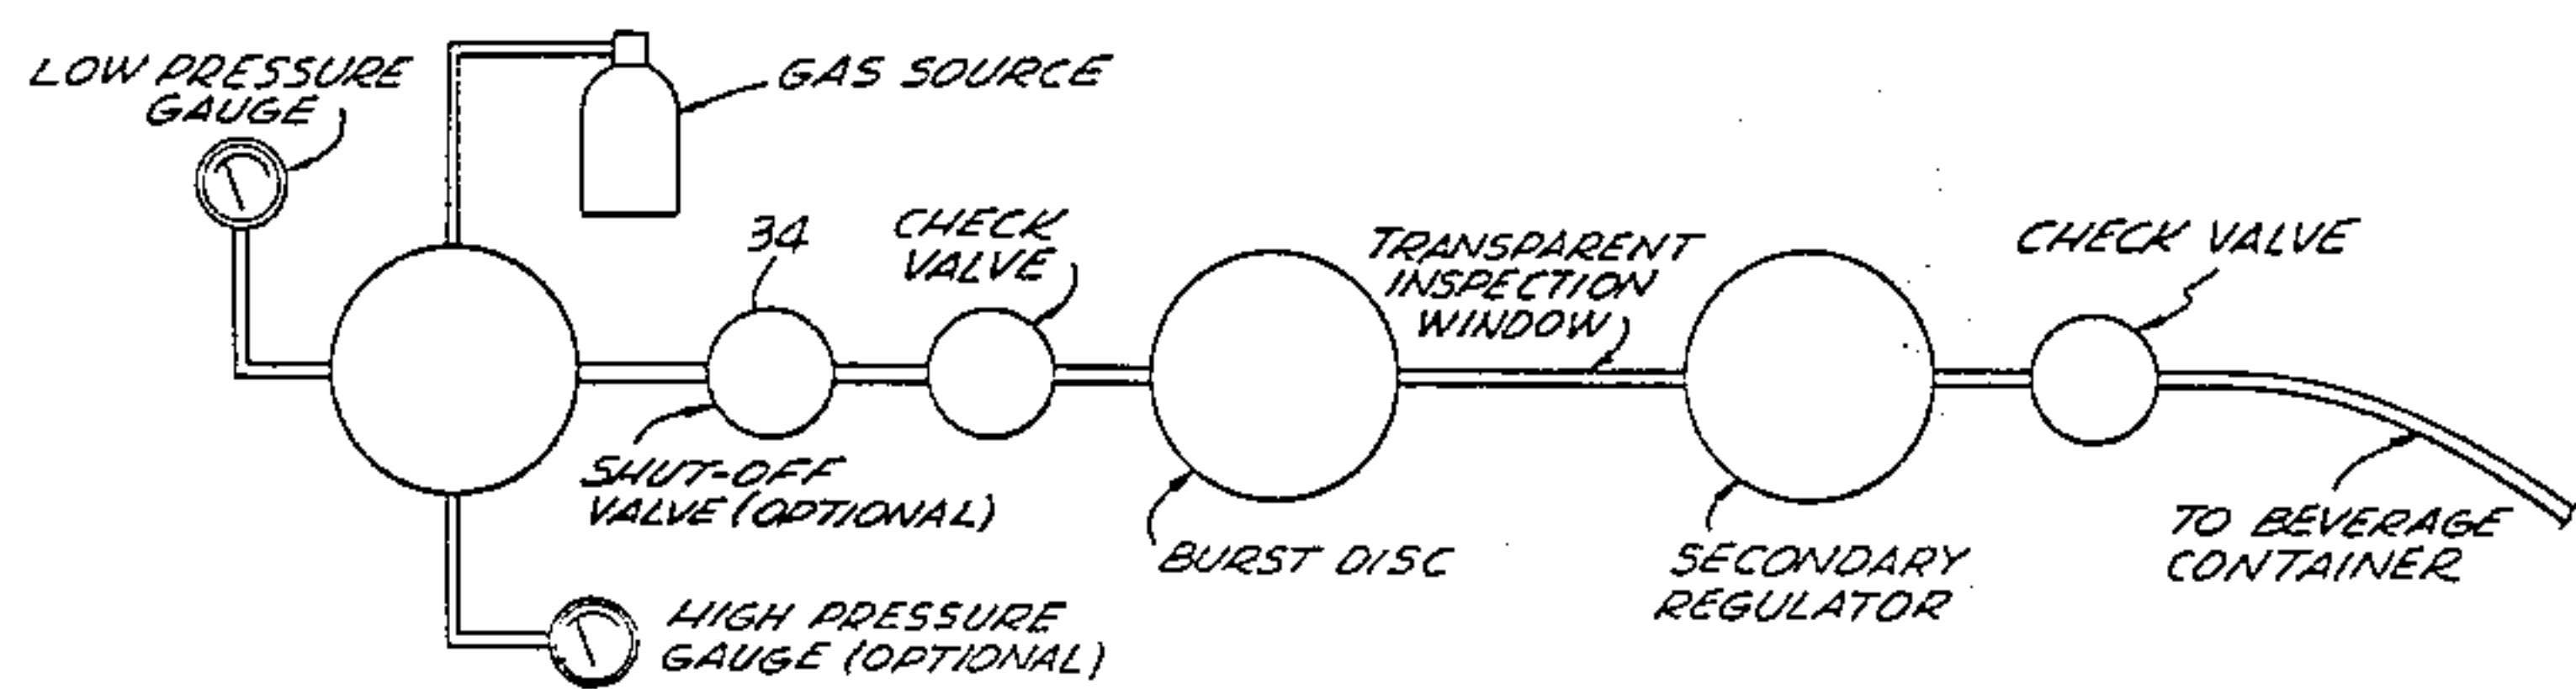 LOW PRESSURE
GAUGE
GAS SOURCE
34
CHECK
VALVE
TRANSPARENT
INSPECTION
WINDOW
CHECK VALVE
SHUT-OFF
VALVE (OPTIONAL)
BURST DISC
SECONDARY
REGULATOR
TO BEVERAGE
CONTAINER
HIGH PRESSURE
GAUGE (OPTIONAL)